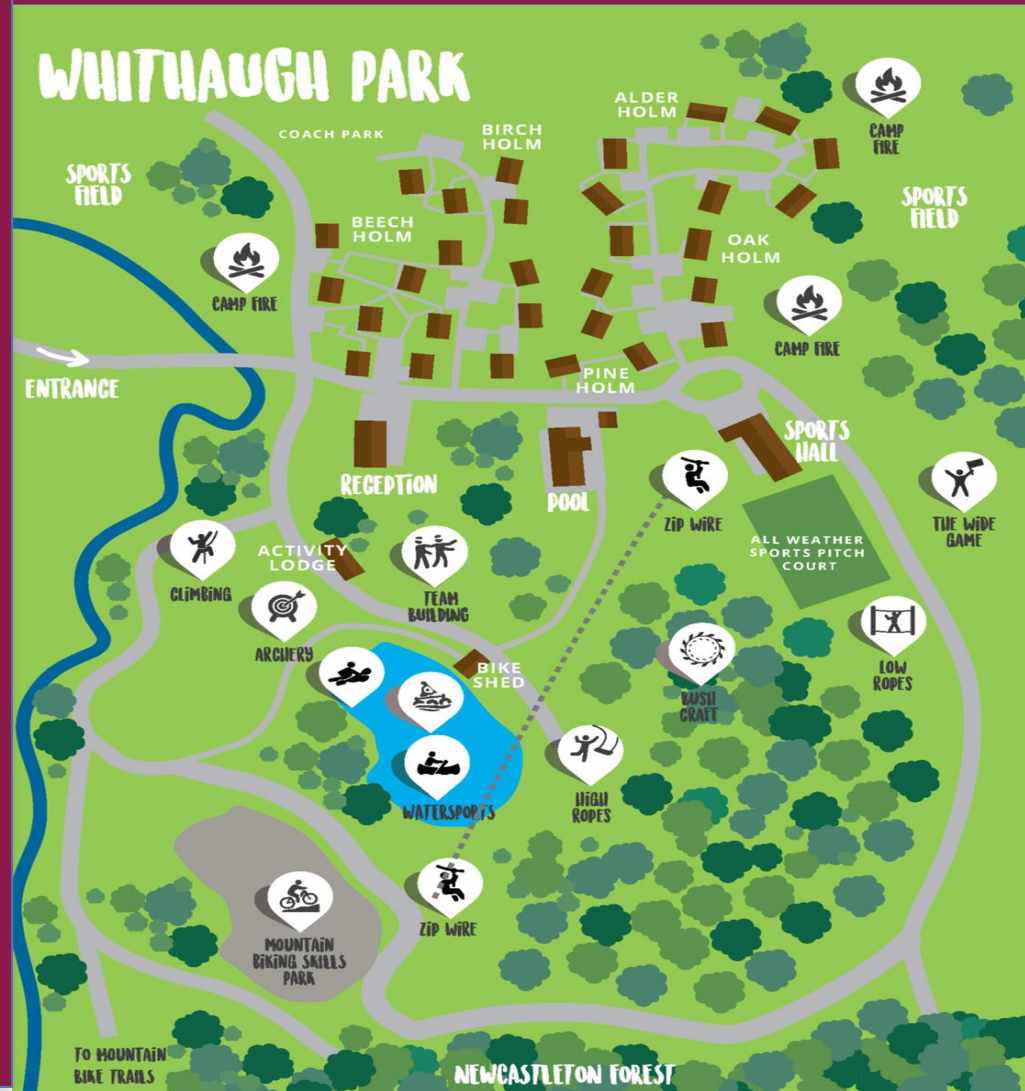 WHITHAUGH PARK
ALDER
HOLM
COACH PARK
BIRCH
HOLM
CAMP
FIRE
SPORTS
FIELD
SPORTS
FIELD
BEECH
HOLM
OAK
HOLM
CAMP FIRE
CAMP FIRE
ENTRANCE
PINE
HOLM
SPORTS
HALL
RECEPTION
POOL
ZIP WIRE
THE WIDE
GAME
ALL WEATHER
SPORTS PITCH
COURT
ACTIVITY
LODGE
CLIMBING
TEAM
BUILDING
ARCHERY
BIKE
SHED
LOW
ROPES
BUSH
CRAFT
WATERSPORTS
HIGH
ROPES
ZIP WIRE
MOUNTAIN
BIKING SKILLS
PARK
TO MOUNTAIN
BIKE TRAILS
NEWCASTLETON FOREST